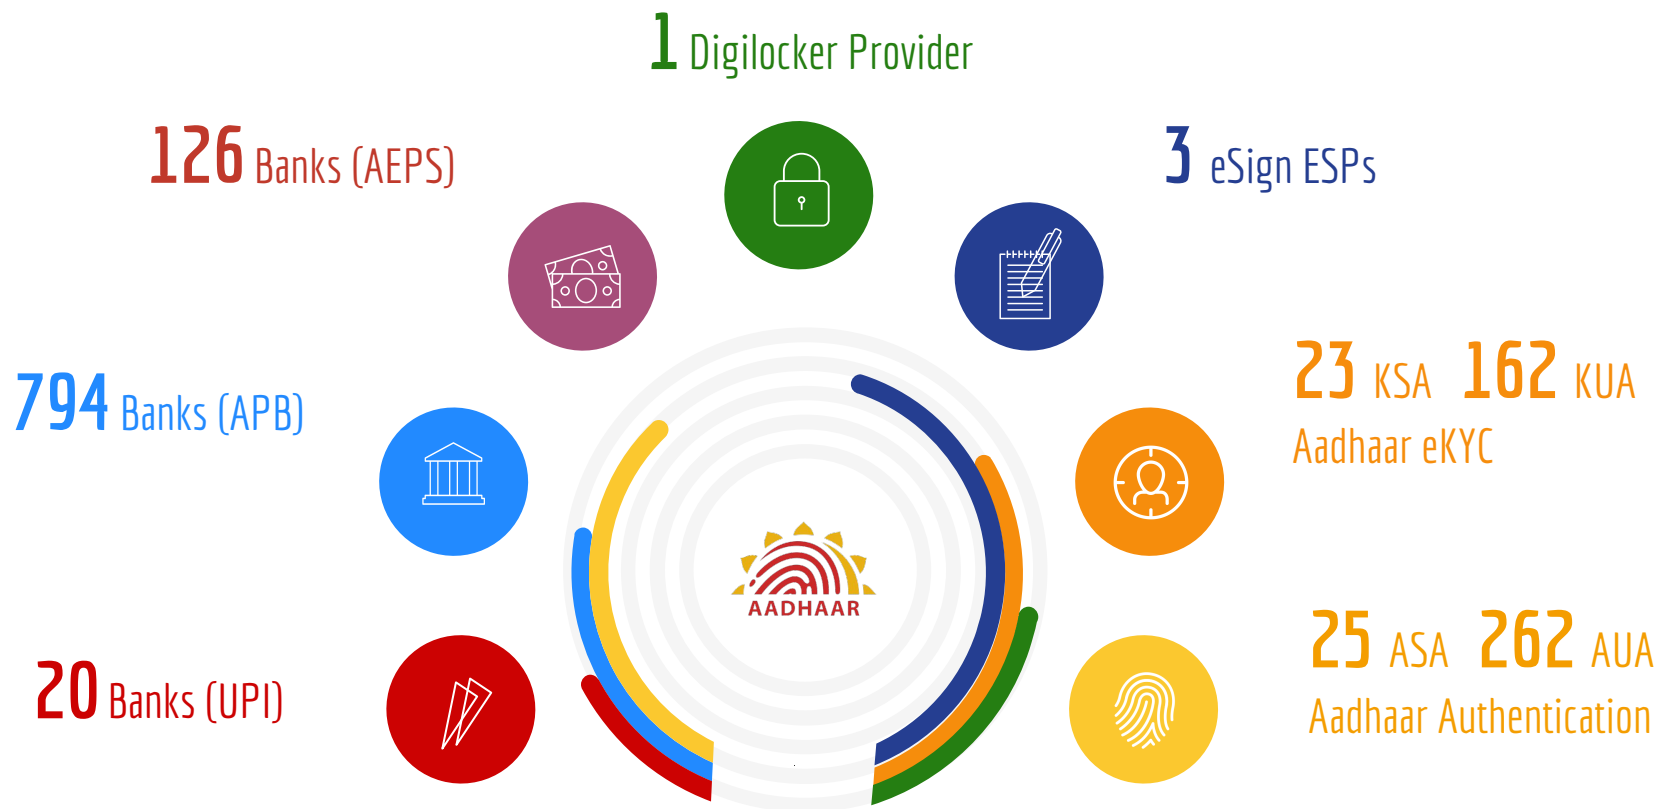 1 Digilocker Provider
126 Banks (AEPS)
3 eSign ESPs
794 Banks (APB)
23 KSA 162 KUA
Aadhaar eKYC
AADHAAR
20 Banks (UPI)
25 ASA 262 AUA
Aadhaar Authentication